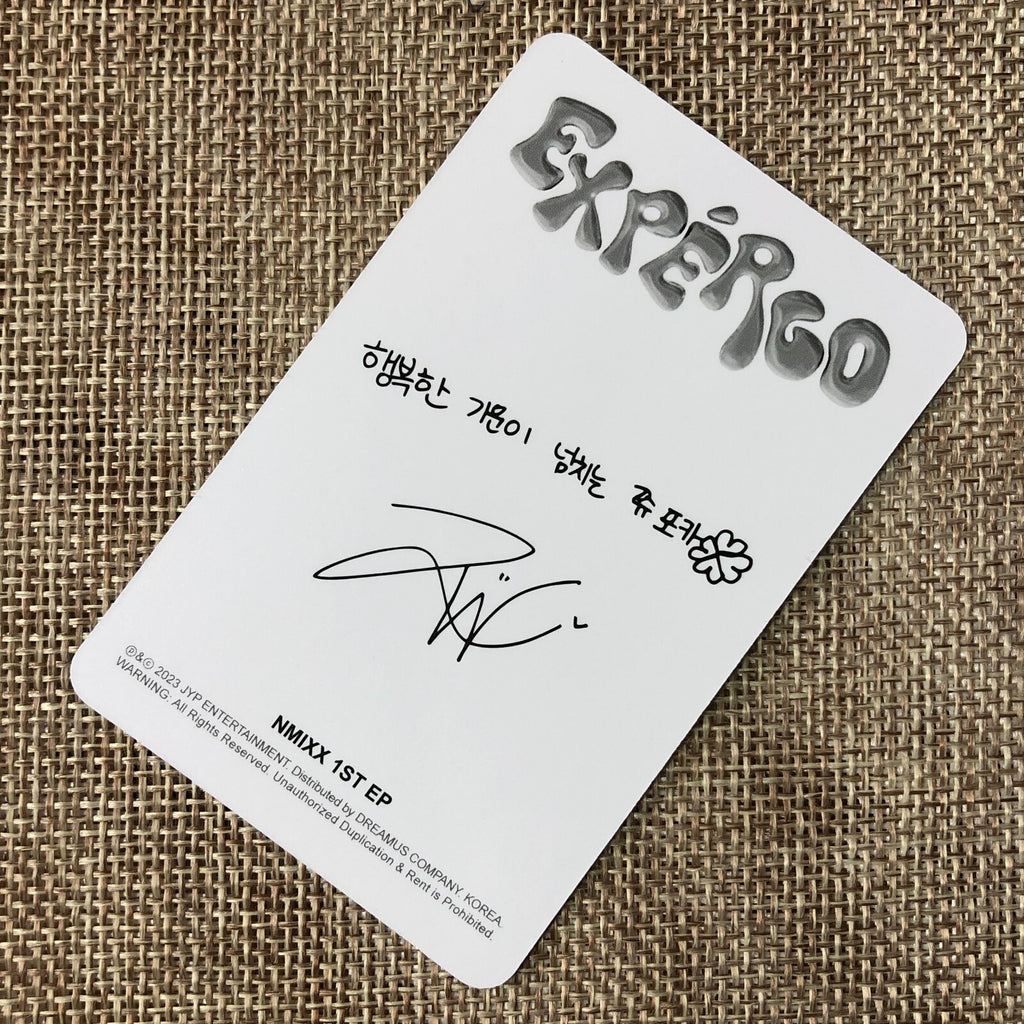 EXPÉRGO
행복한 기운이 넘치는 쮸 포카
NMIXX 1ST EP
℗&© 2023 JYP ENTERTAINMENT. Distributed by DREAMUS COMPANY. KOREA.
WARNING: All Rights Reserved. Unauthorized Duplication & Rent is Prohibited.